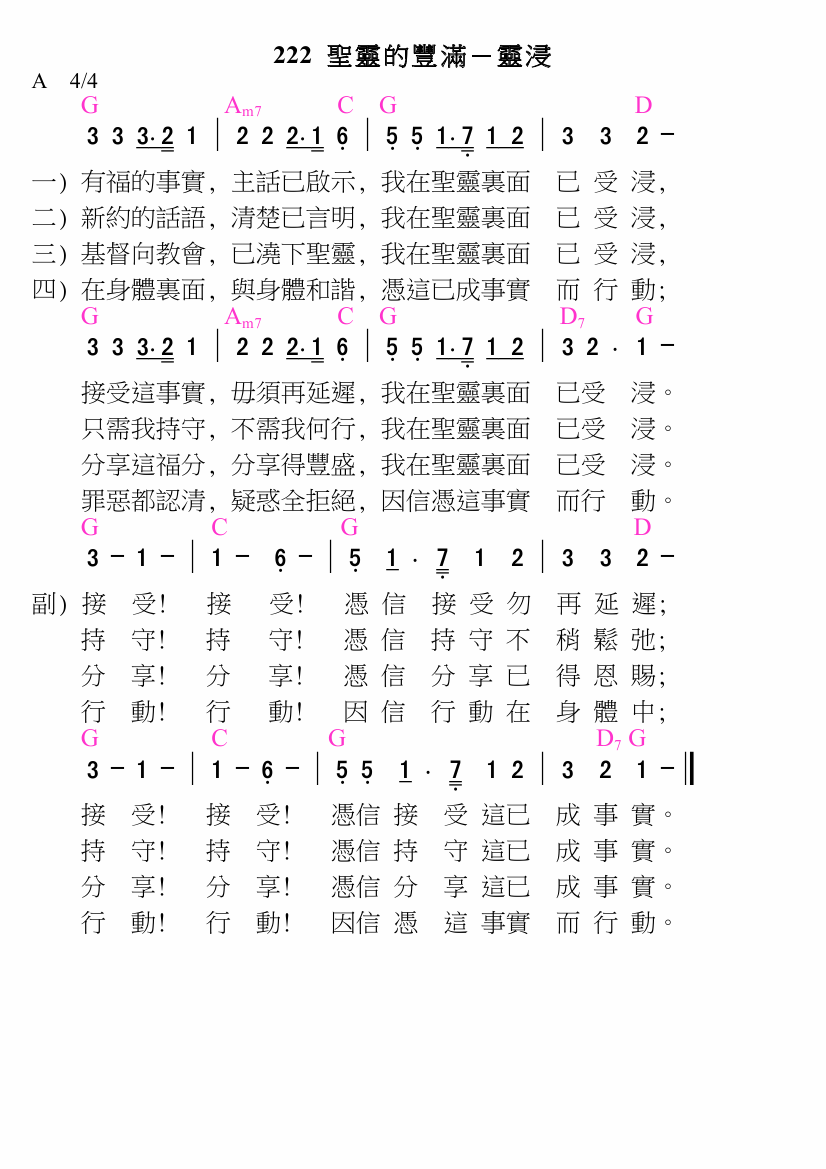 222 聖靈的豐滿－靈浸
A 4/4
G Am7 C G D
3 3 3·2 1 | 2 2 2·1 6 | 5 5 1·7 1 2 | 3 3 2 －
一) 有福的事實, 主話已啟示, 我在聖靈裏面 已 受 浸,
二) 新約的話語, 清楚已言明, 我在聖靈裏面 已 受 浸,
三) 基督向教會, 已澆下聖靈, 我在聖靈裏面 已 受 浸,
四) 在身體裏面, 與身體和諧, 憑這已成事實 而 行 動;
G Am7 C G D7 G
3 3 3·2 1 | 2 2 2·1 6 | 5 5 1·7 1 2 | 3 2 · 1 －
接受這事實, 毋須再延遲, 我在聖靈裏面 已受 浸。
只需我持守, 不需我何行, 我在聖靈裏面 已受 浸。
分享這福分, 分享得豐盛, 我在聖靈裏面 已受 浸。
罪惡都認清, 疑惑全拒絕, 因信憑這事實 而行 動。
G C G D
3 － 1 － | 1 － 6 － | 5 1 · 7 1 2 | 3 3 2 －
副) 接 受! 接 受! 憑 信 接 受 勿 再 延 遲;
持 守! 持 守! 憑 信 持 守 不 稍 鬆 弛;
分 享! 分 享! 憑 信 分 享 已 得 恩 賜;
行 動! 行 動! 因 信 行 動 在 身 體 中;
G C G D7 G
3 － 1 － | 1 － 6 － | 5 5 1 · 7 1 2 | 3 2 1 － ‖
接 受! 接 受! 憑信 接 受 這已 成 事 實。
持 守! 持 守! 憑信 持 守 這已 成 事 實。
分 享! 分 享! 憑信 分 享 這已 成 事 實。
行 動! 行 動! 因信 憑 這 事實 而 行 動。